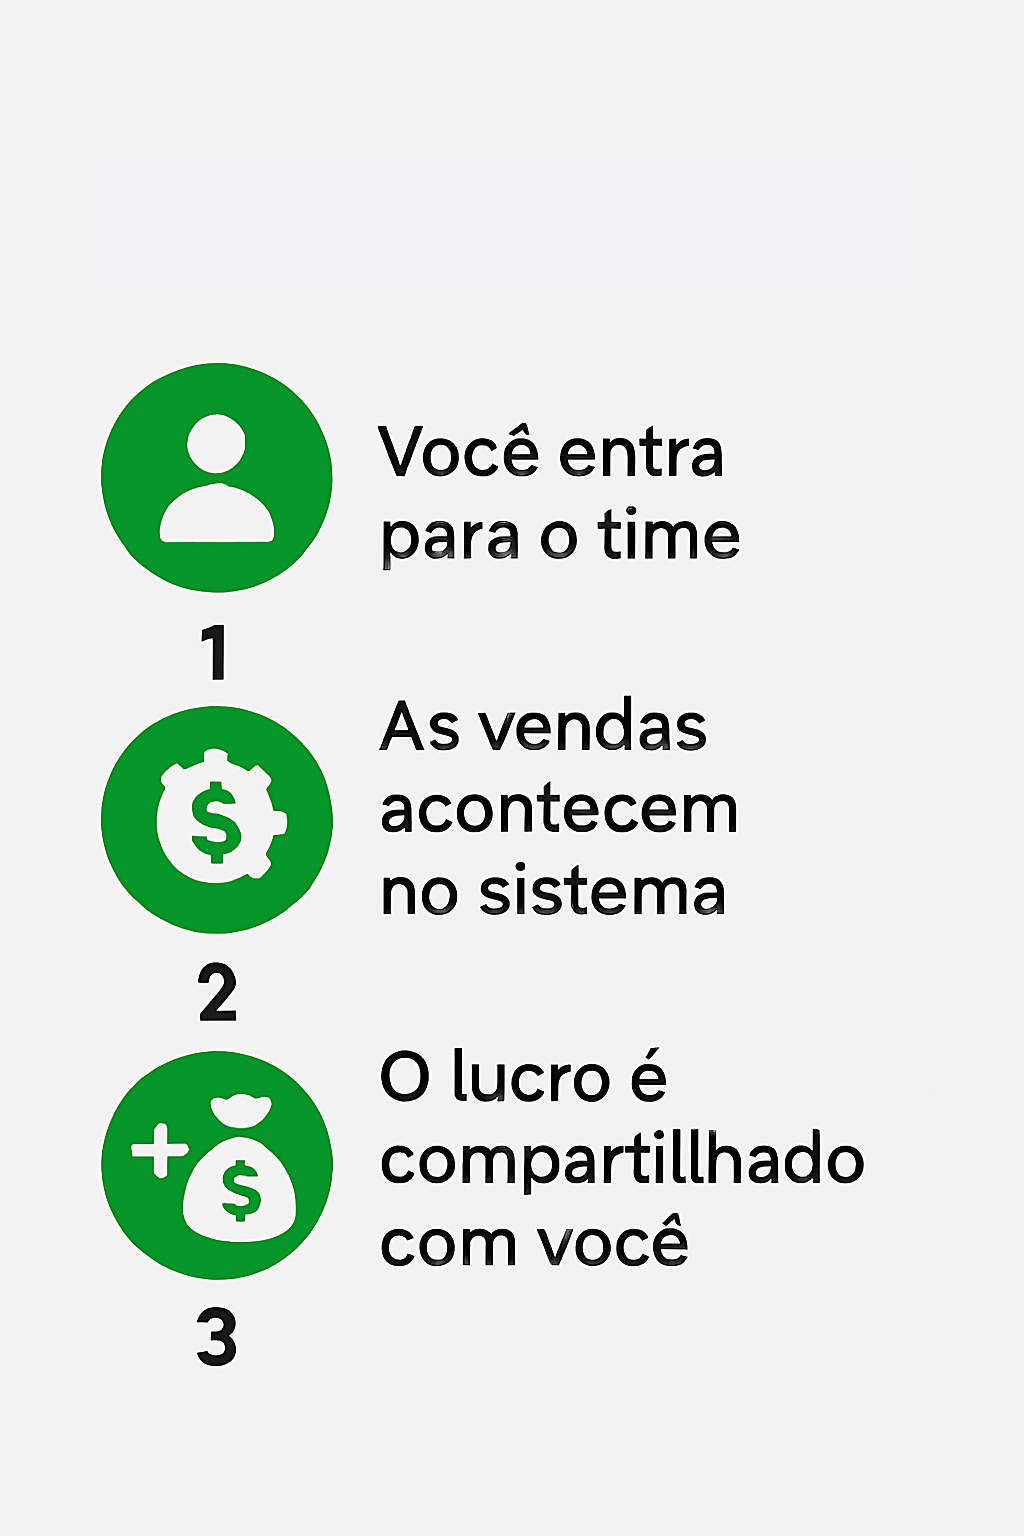 Você entra
para o time
1
As vendas
acontecem
no sistema
$
2
O lucro é
compartillhado
com você
$
3